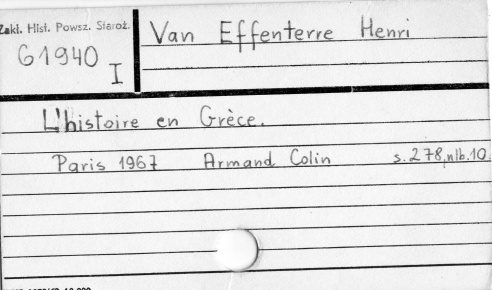 Zakł. Hist. Powsz. Staroż.
Van Effenterre Henri
61940
I
L'histoire en Grèce.
Paris 1967 Armand Colin s. 278, nlb. 10.